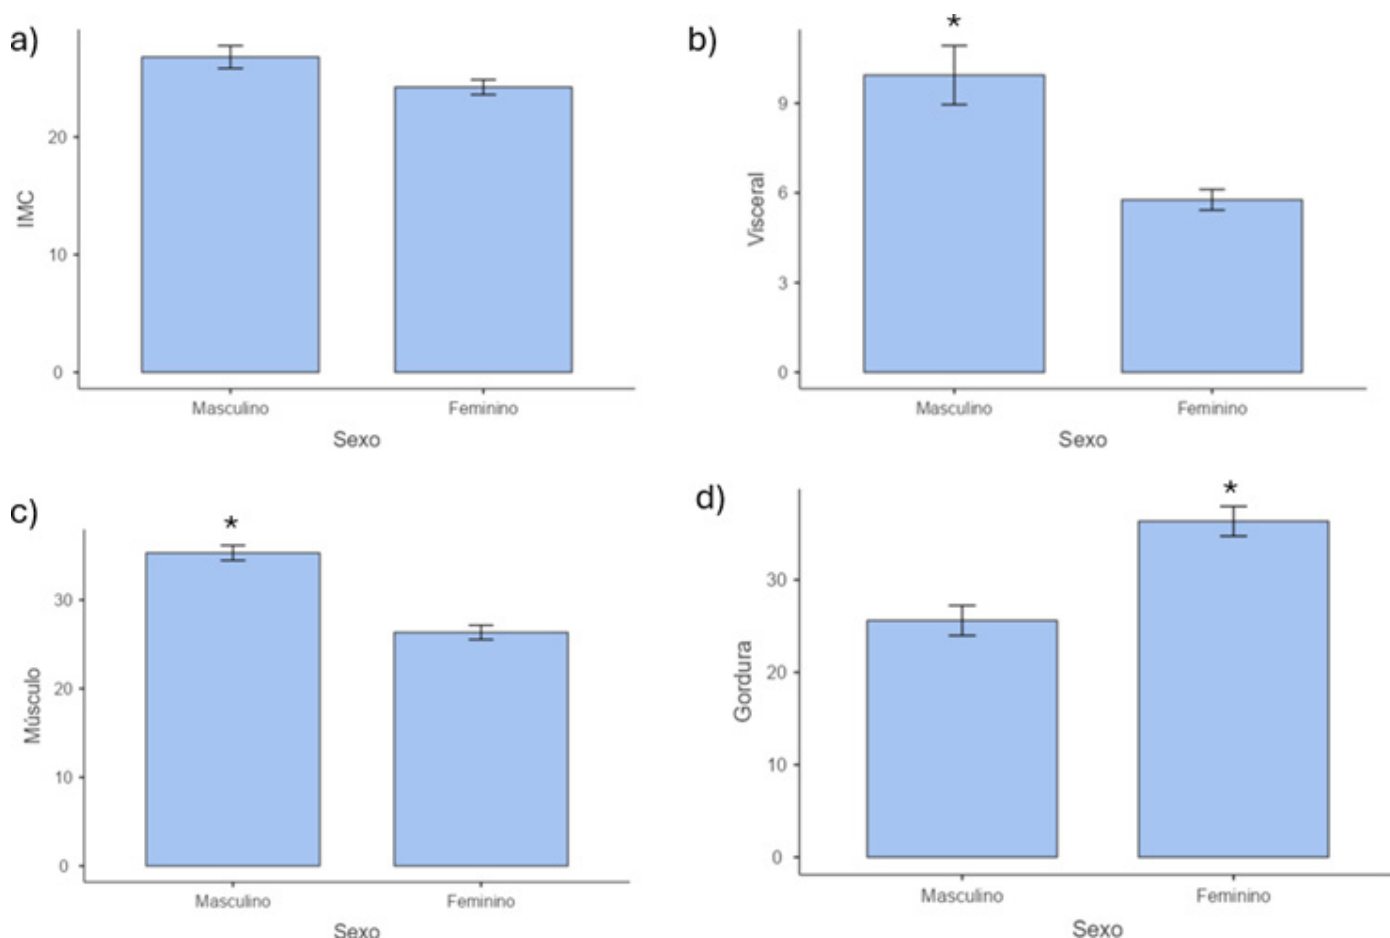 a)
20
10
0
IMC
Masculino Feminino
Sexo
b)
*
9
6
3
0
Visceral
Masculino Feminino
Sexo
c)
*
30
20
10
0
Músculo
Masculino Feminino
Sexo
d)
*
30
20
10
0
Gordura
Masculino Feminino
Sexo